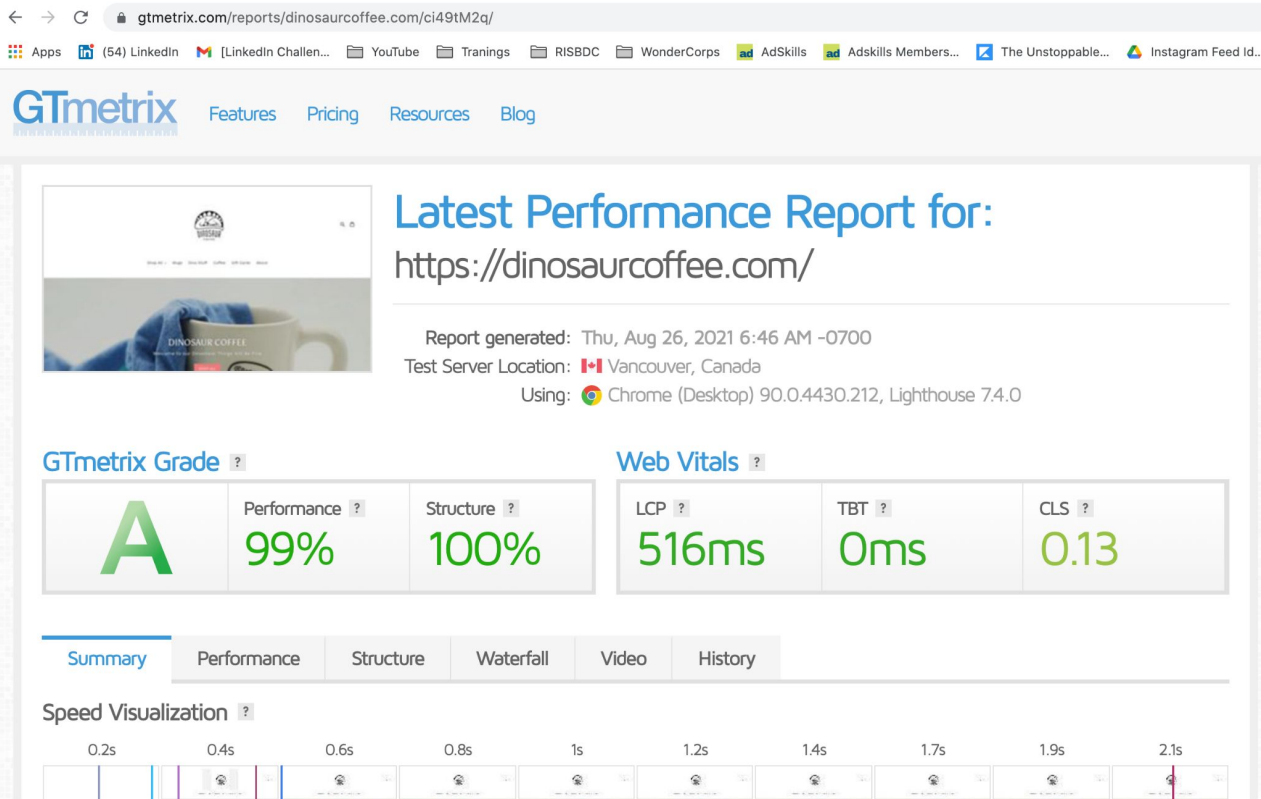 gtmetrix.com/reports/dinosaurcoffee.com/ci49tM2q/
Apps (54) LinkedIn [LinkedIn Challen... YouTube Tranings RISBDC WonderCorps ad AdSkills ad Adskills Members... The Unstoppable... Instagram Feed Id...
GTmetrix Features Pricing Resources Blog
DINOSAUR
DINOSAUR COFFEE
Latest Performance Report for:
https://dinosaurcoffee.com/
Report generated: Thu, Aug 26, 2021 6:46 AM -0700
Test Server Location: Vancouver, Canada
Using: Chrome (Desktop) 90.0.4430.212, Lighthouse 7.4.0
GTmetrix Grade ?
A
Performance ?
99%
Structure ?
100%
Web Vitals ?
LCP ?
516ms
TBT ?
0ms
CLS ?
0.13
Summary Performance Structure Waterfall Video History
Speed Visualization ?
0.2s 0.4s 0.6s 0.8s 1s 1.2s 1.4s 1.7s 1.9s 2.1s